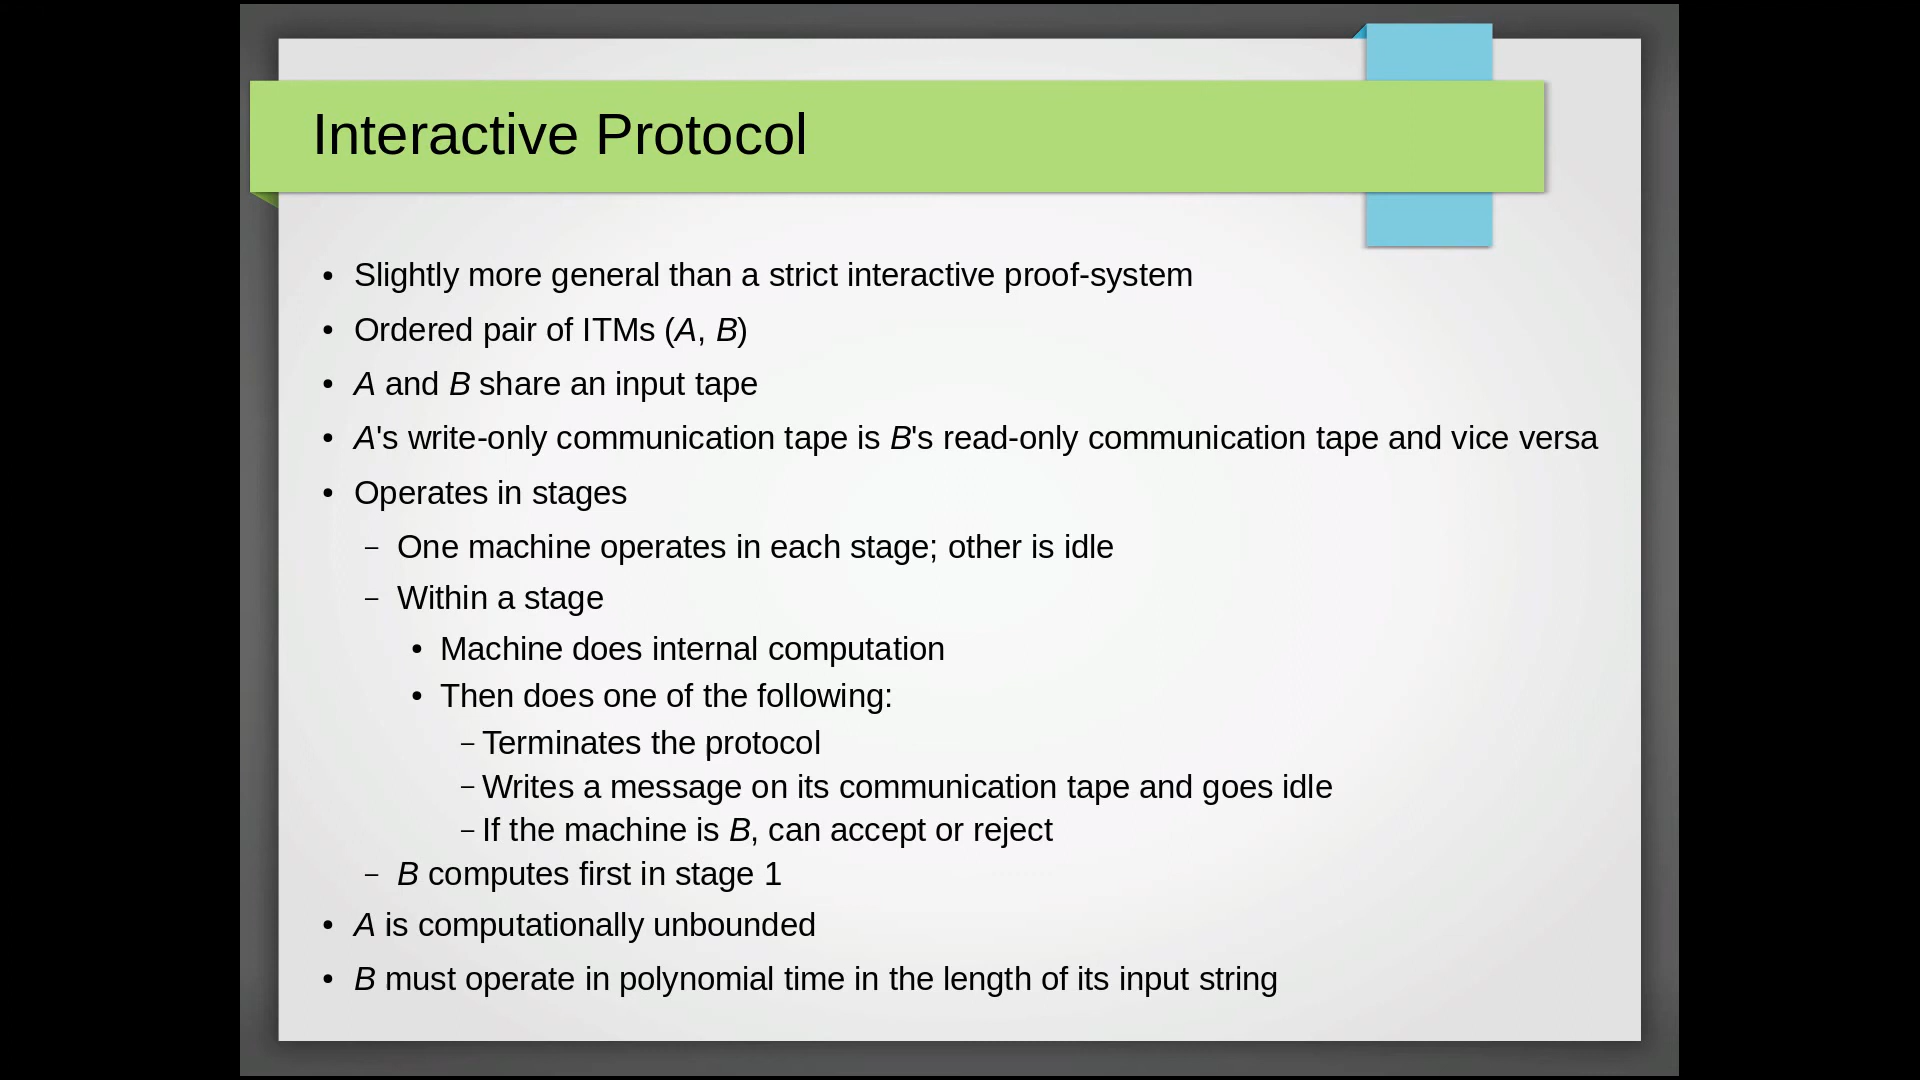 Interactive Protocol
• Slightly more general than a strict interactive proof-system
• Ordered pair of ITMs (A, B)
• A and B share an input tape
• A's write-only communication tape is B's read-only communication tape and vice versa
• Operates in stages
– One machine operates in each stage; other is idle
– Within a stage
• Machine does internal computation
• Then does one of the following:
– Terminates the protocol
– Writes a message on its communication tape and goes idle
– If the machine is B, can accept or reject
– B computes first in stage 1
• A is computationally unbounded
• B must operate in polynomial time in the length of its input string